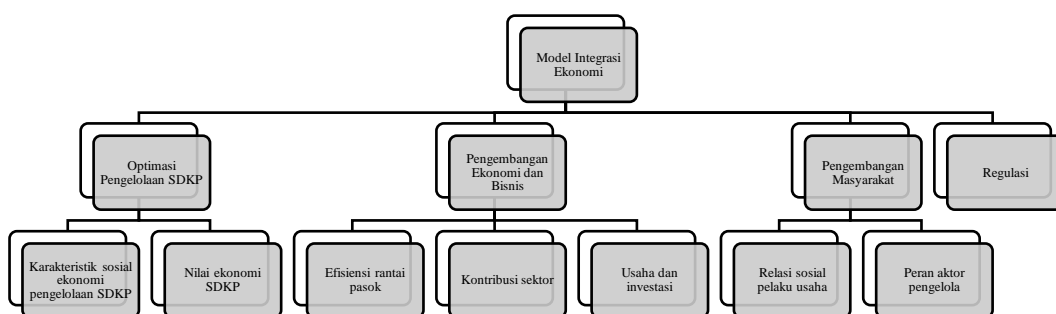 Model Integrasi
Ekonomi
Optimasi
Pengelolaan SDKP
Pengembangan
Ekonomi dan
Bisnis
Pengembangan
Masyarakat
Regulasi
Karakteristik sosial
ekonomi
pengelolaan SDKP
Nilai ekonomi
SDKP
Efisiensi rantai
pasok
Kontribusi sektor
Usaha dan
investasi
Relasi sosial
pelaku usaha
Peran aktor
pengelola